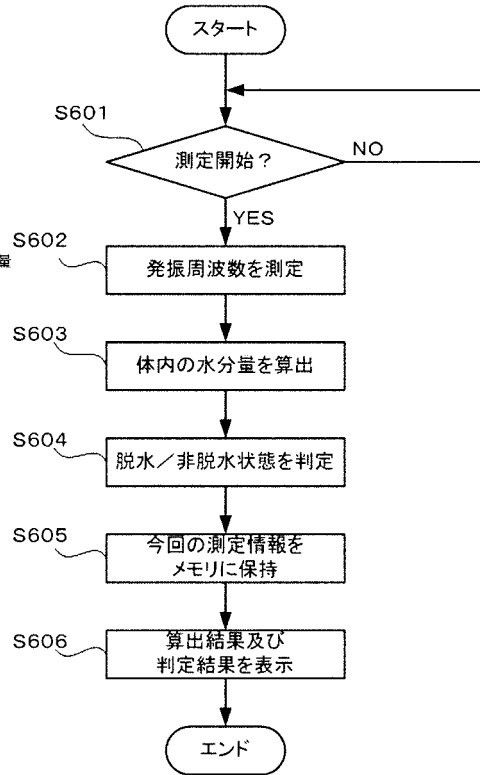 スタート
S601
測定開始？
NO
YES
S602
量
発振周波数を測定
S603
体内の水分量を算出
S604
脱水／非脱水状態を判定
S605
今回の測定情報を
メモリに保持
S606
算出結果及び
判定結果を表示
エンド